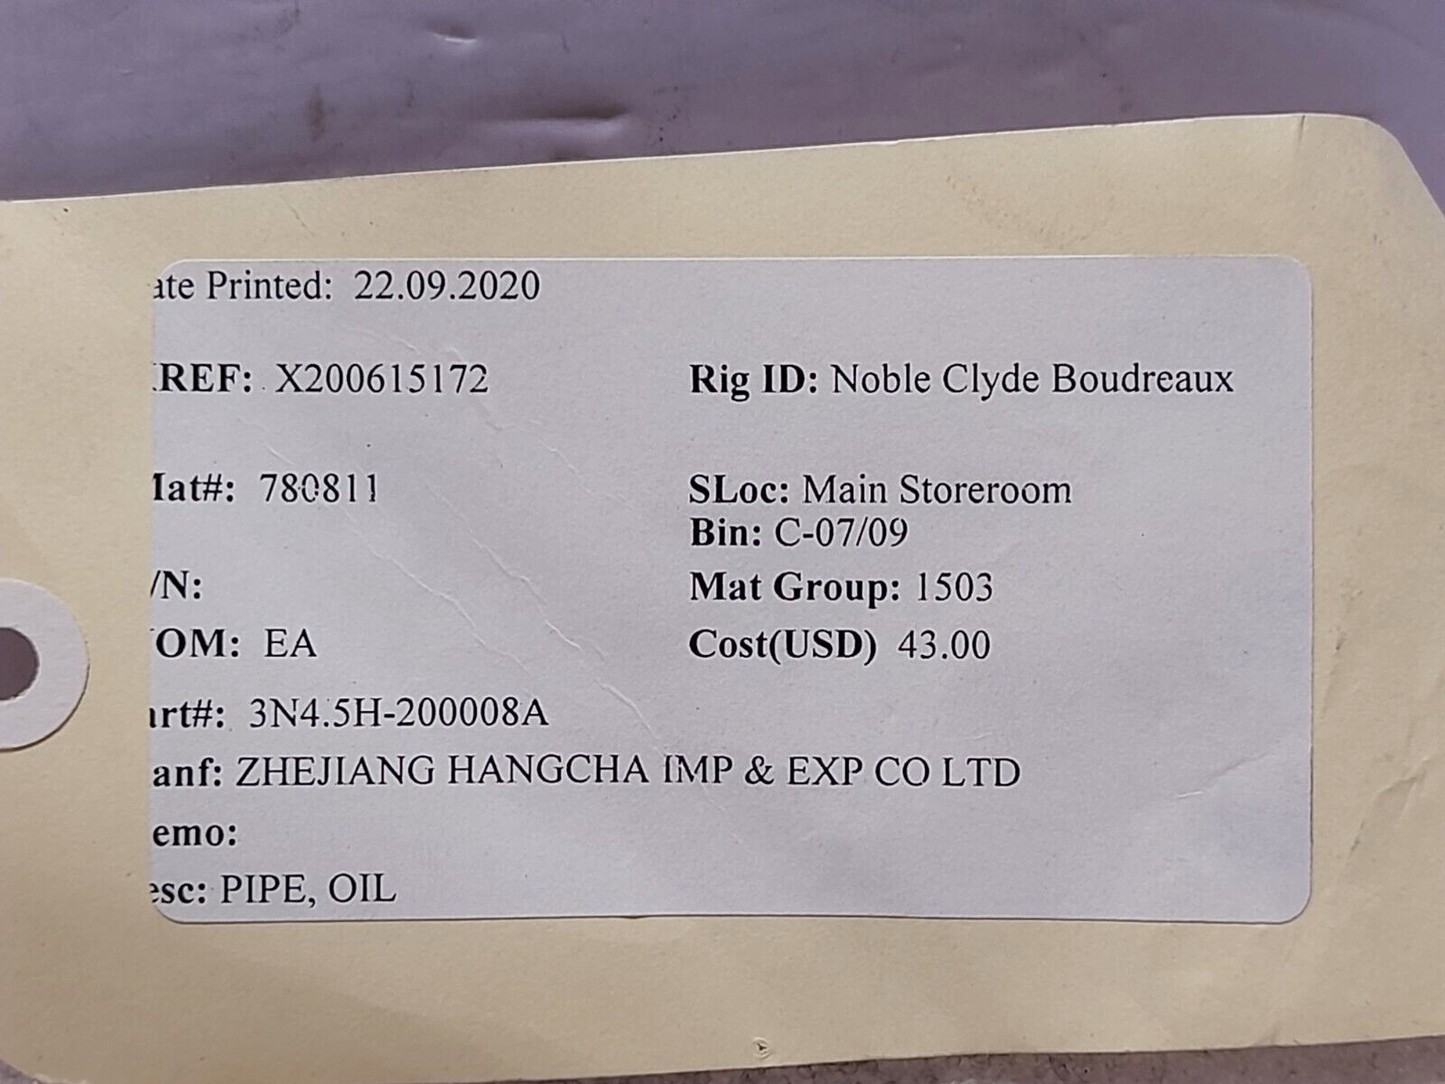 ate Printed: 22.09.2020
XREF: X200615172 Rig ID: Noble Clyde Boudreaux
Mat#: 780811 SLoc: Main Storeroom
Bin: C-07/09
/N: Mat Group: 1503
OM: EA Cost(USD) 43.00
art#: 3N4.5H-200008A
anf: ZHEJIANG HANGCHA IMP & EXP CO LTD
emo:
esc: PIPE, OIL